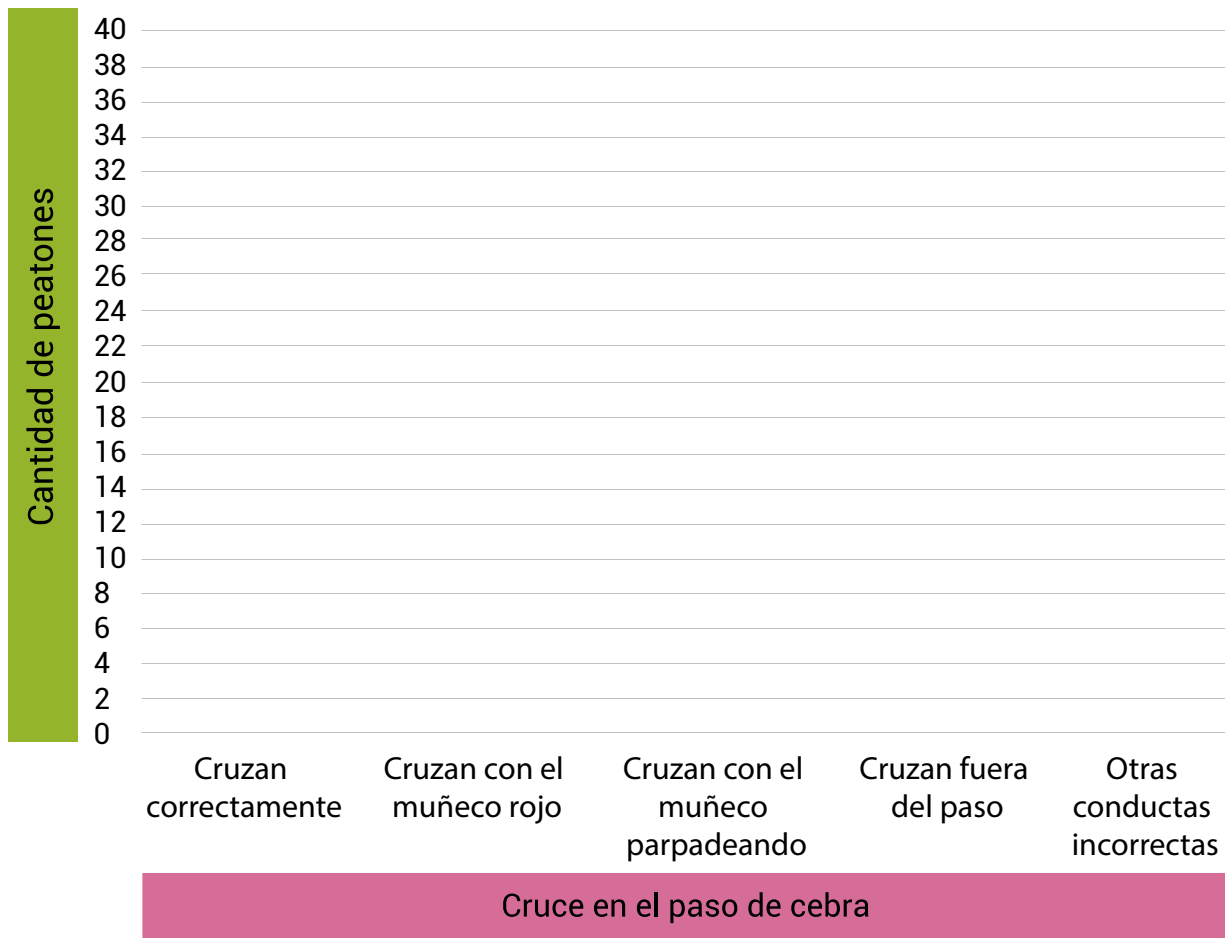 Cantidad de peatones
40
38
36
34
32
30
28
26
24
22
20
18
16
14
12
10
8
6
4
2
0
Cruzan
correctamente
Cruzan con el
muñeco rojo
Cruzan con el
muñeco
parpadeando
Cruzan fuera
del paso
Otras
conductas
incorrectas
Cruce en el paso de cebra